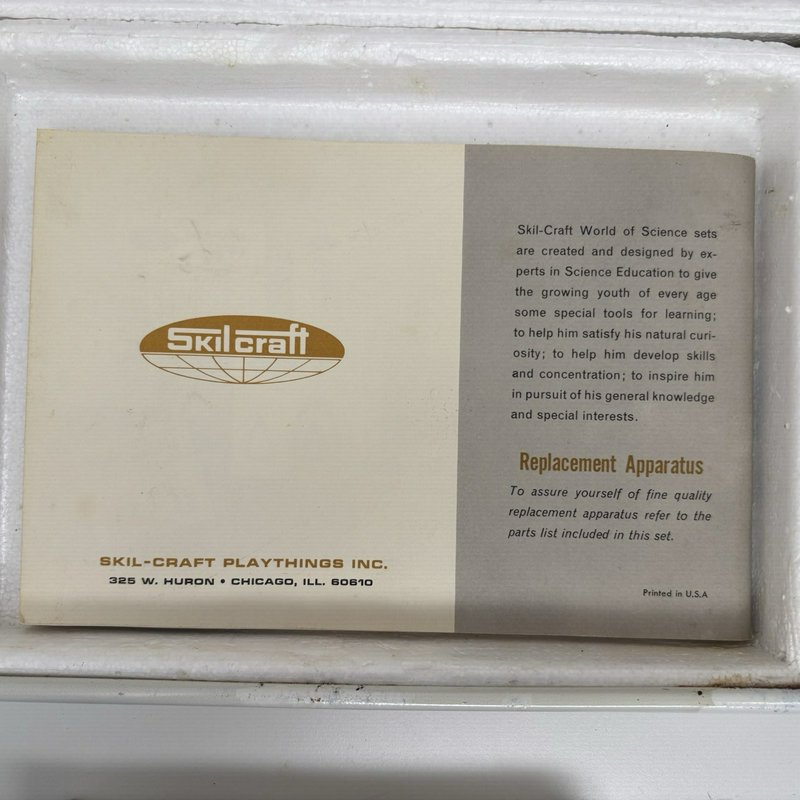 Skilcraft
SKIL-CRAFT PLAYTHINGS INC.
325 W. HURON • CHICAGO, ILL. 60610
Skil-Craft World of Science sets
are created and designed by ex-
perts in Science Education to give
the growing youth of every age
some special tools for learning;
to help him satisfy his natural curi-
osity; to help him develop skills
and concentration; to inspire him
in pursuit of his general knowledge
and special interests.
Replacement Apparatus
To assure yourself of fine quality
replacement apparatus refer to the
parts list included in this set.
Printed in U.S.A